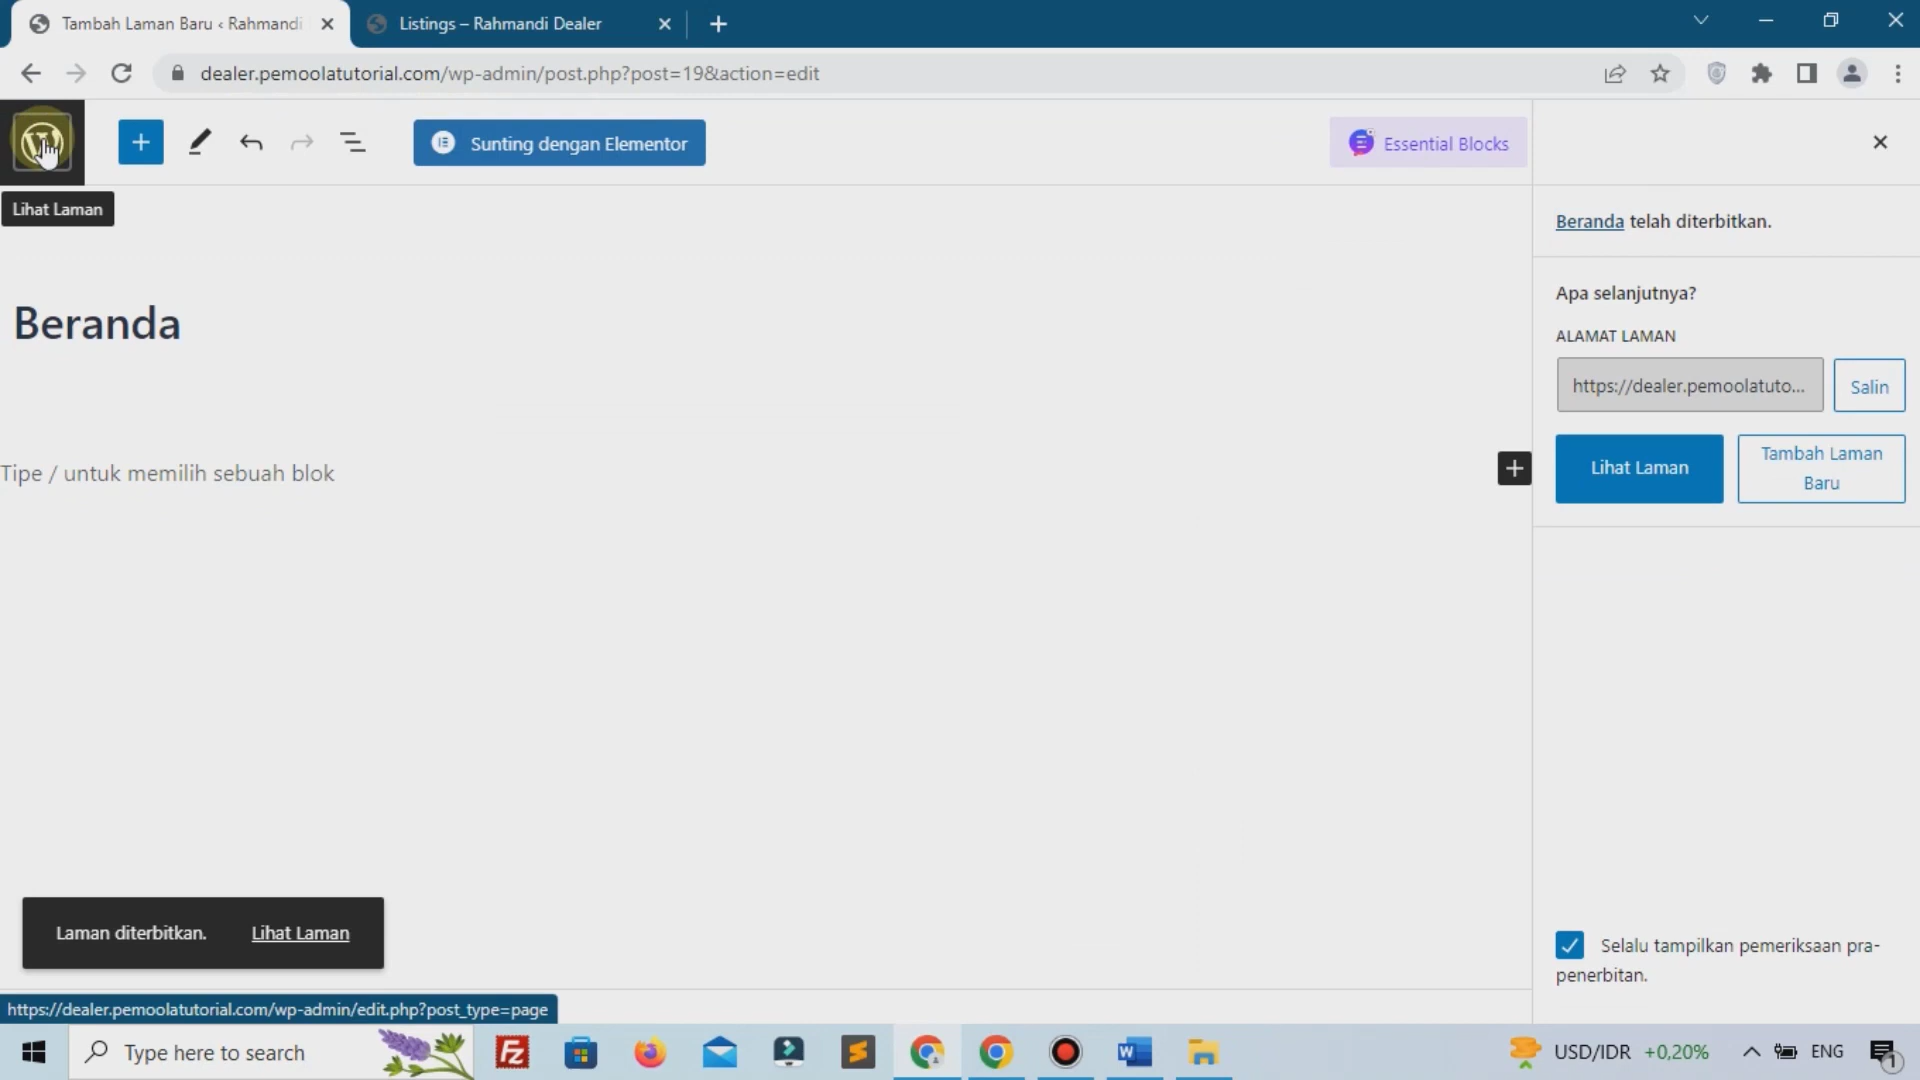 Tambah Laman Baru ‹ Rahmandi
Listings – Rahmandi Dealer
dealer.pemoolatutorial.com/wp-admin/post.php?post=19&action=edit
Sunting dengan Elementor
Essential Blocks
Lihat Laman
Beranda telah diterbitkan.
Apa selanjutnya?
Beranda
ALAMAT LAMAN
https://dealer.pemoolatuto...
Salin
Tipe / untuk memilih sebuah blok
Lihat Laman
Tambah Laman
Baru
Laman diterbitkan.
Lihat Laman
Selalu tampilkan pemeriksaan pra-
penerbitan.
https://dealer.pemoolatutorial.com/wp-admin/edit.php?post_type=page
Type here to search
USD/IDR +0,20%
ENG
1